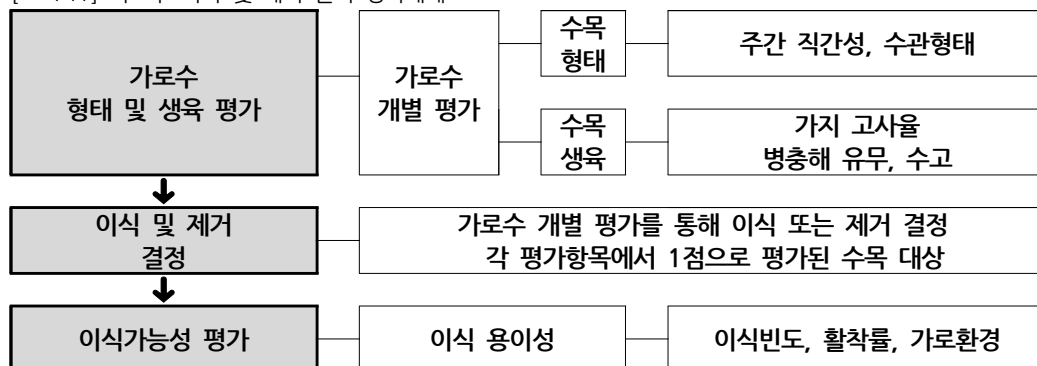 가로수
형태 및 생육 평가
가로수
개별 평가
수목
형태
주간 직간성, 수관형태
수목
생육
가지 고사율
병충해 유무, 수고
이식 및 제거
결정
가로수 개별 평가를 통해 이식 또는 제거 결정
각 평가항목에서 1점으로 평가된 수목 대상
이식가능성 평가
이식 용이성
이식빈도, 활착률, 가로환경